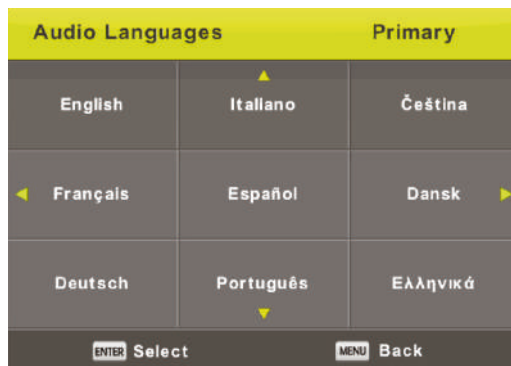 Audio Languages Primary
English Italiano Čeština
Français Español Dansk
Deutsch Português Ελληνικά
ENTER Select MENU Back